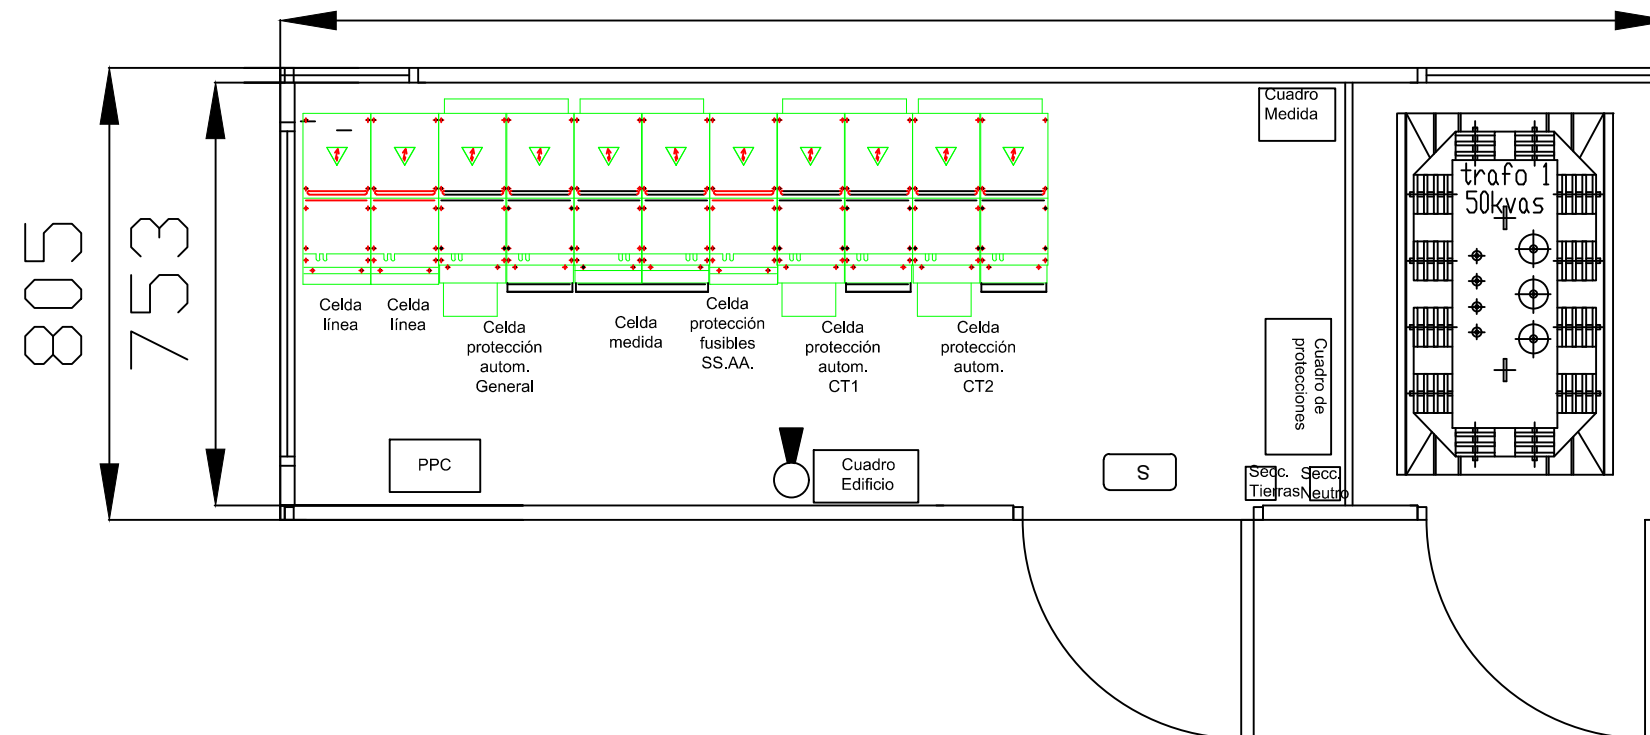 805
753
Cuadro
Medida
trafo 1
50kvas
Celda
línea
Celda
línea
Celda
protección
autom.
General
Celda
medida
Celda
protección
fusibles
SS.AA.
Celda
protección
autom.
CT1
Celda
protección
autom.
CT2
Cuadro de
protecciones
PPC
Cuadro
Edificio
S
Secc.
Tierras
Secc.
Neutro